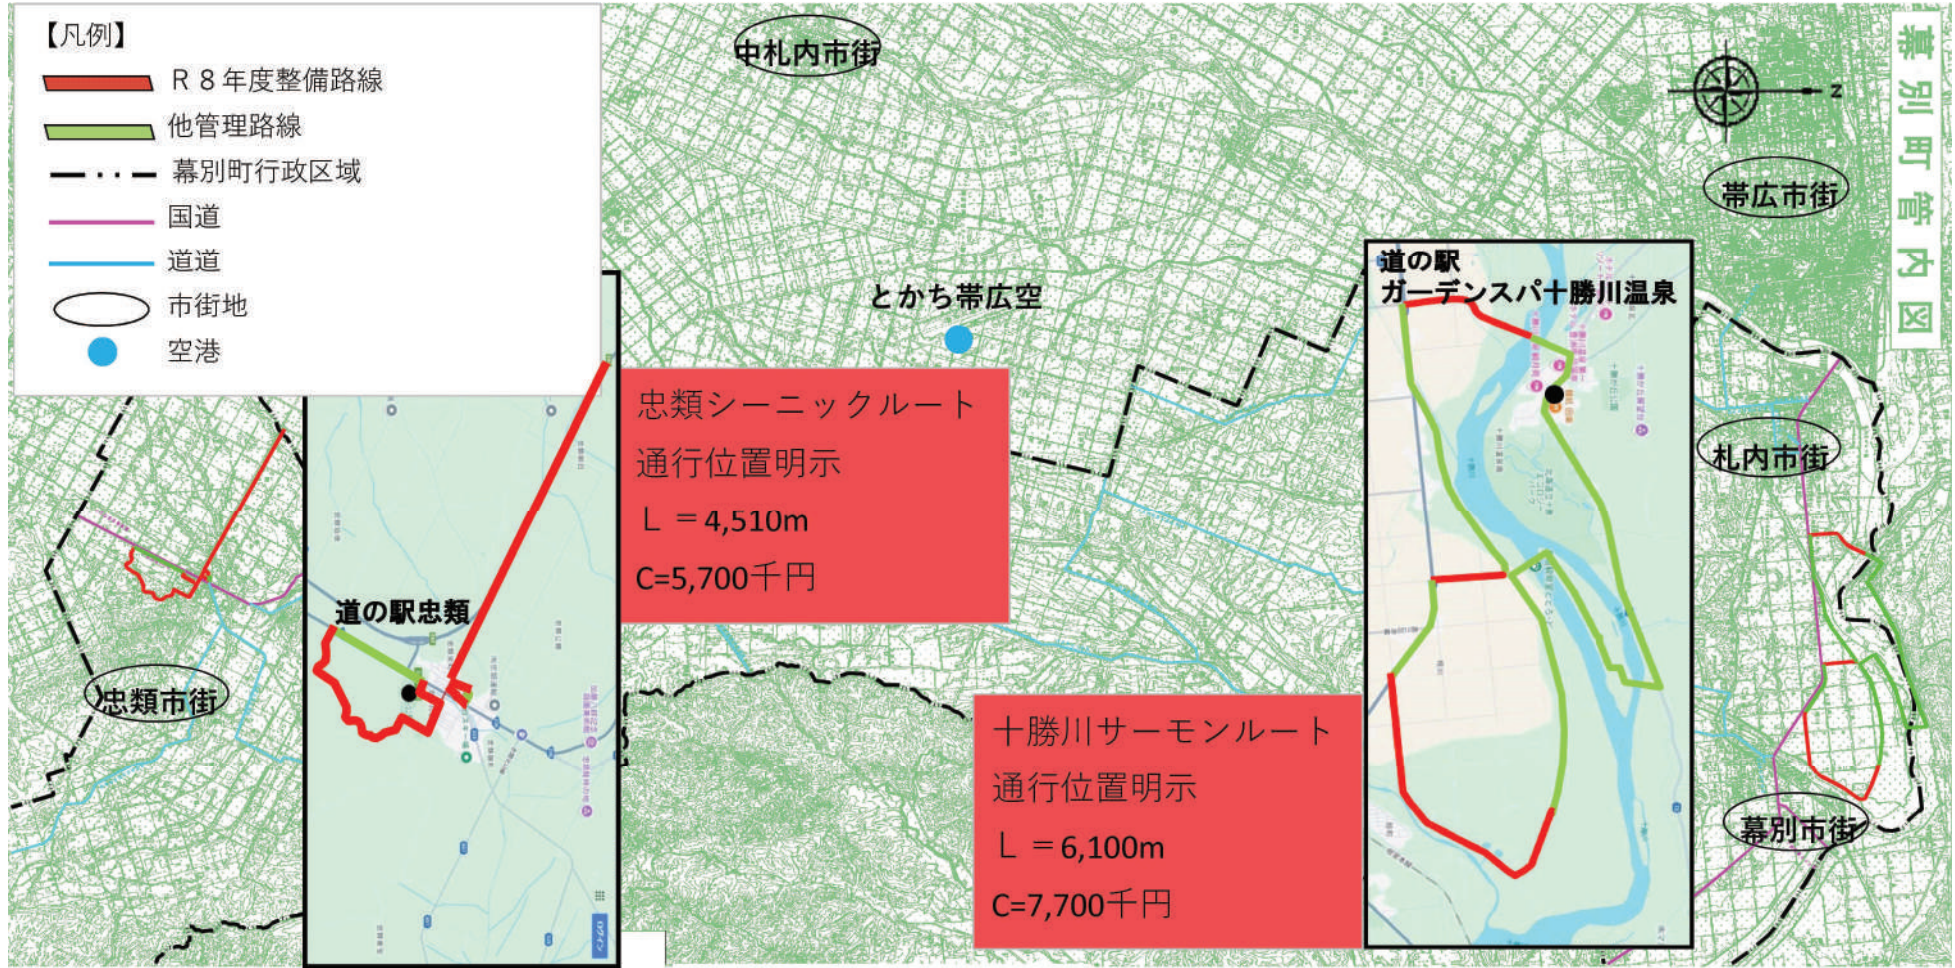 【凡例】
Ｒ８年度整備路線
他管理路線
幕別町行政区域
国道
道道
市街地
空港
中札内市街
幕別町管内図
N
帯広市街
とかち帯広空
道の駅
ガーデンスパ十勝川温泉
忠類シーニックルート
通行位置明示
Ｌ＝4,510m
C=5,700千円
札内市街
道の駅忠類
忠類市街
十勝川サーモンルート
通行位置明示
Ｌ＝6,100m
C=7,700千円
幕別市街
ログイン